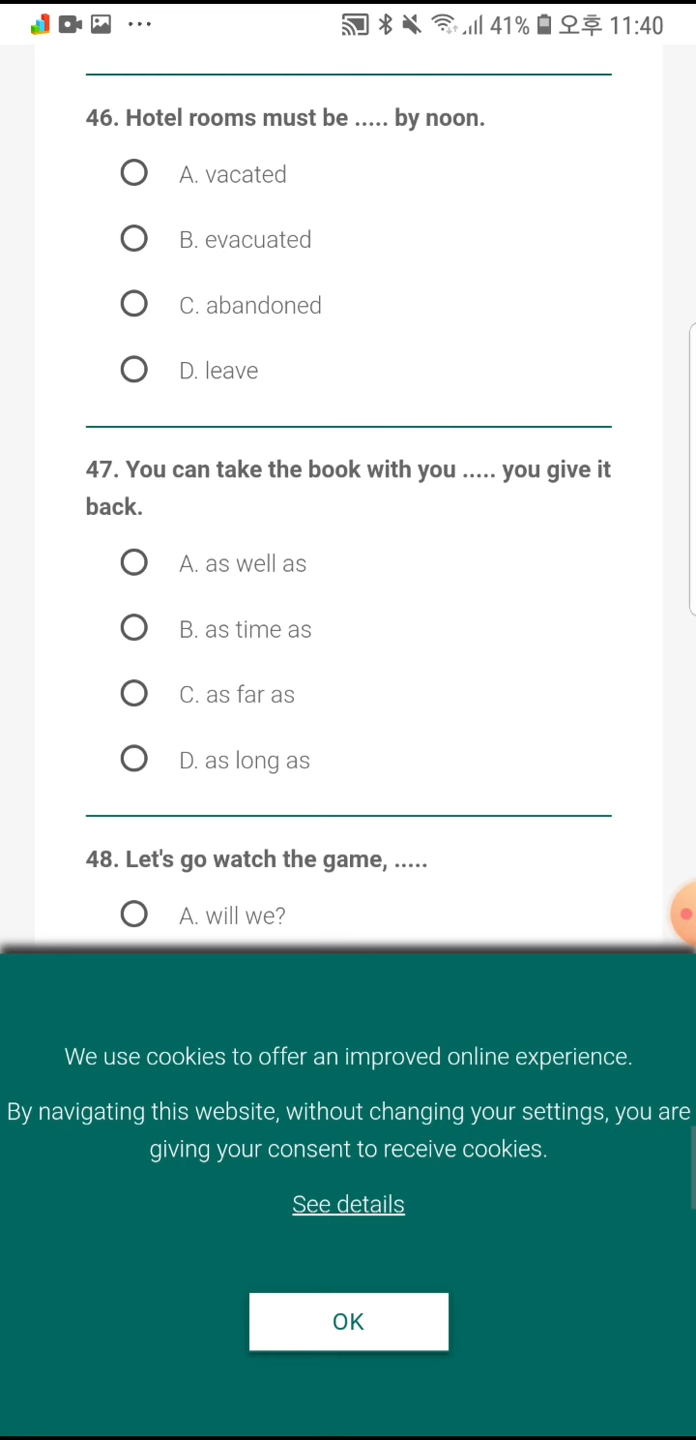 41% 오후 11:40
46. Hotel rooms must be ..... by noon.
A. vacated
B. evacuated
C. abandoned
D. leave
47. You can take the book with you ..... you give it
back.
A. as well as
B. as time as
C. as far as
D. as long as
48. Let's go watch the game, .....
A. will we?
We use cookies to offer an improved online experience.
By navigating this website, without changing your settings, you are
giving your consent to receive cookies.
See details
OK